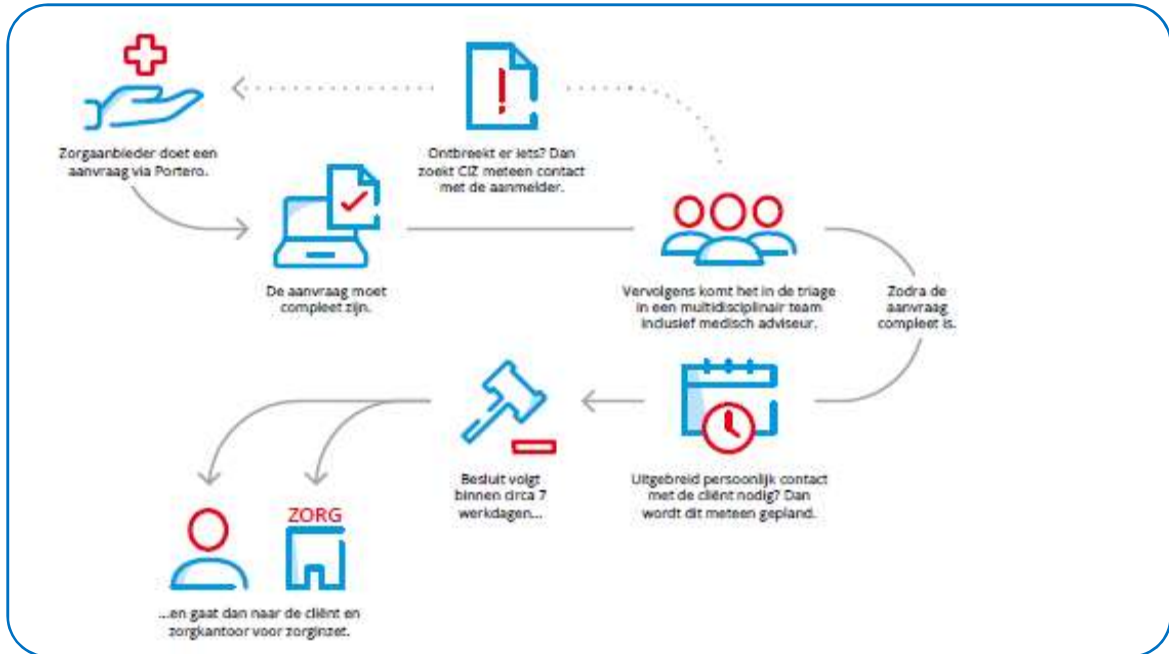 Zorgaanbieder doet een
aanvraag via Portero.
Ontbreekt er iets? Dan
zoekt CIZ meteen contact
met de aanmelder.
De aanvraag moet
compleet zijn.
Vervolgens komt het in de triage
in een multidisciplinair team
inclusief medisch adviseur.
Zodra de
aanvraag
compleet is.
Uitgebreid persoonlijk contact
met de cliënt nodig? Dan
wordt dit meteen gepland.
Besluit volgt
binnen circa 7
werkdagen...
ZORG
...en gaat dan naar de cliënt en
zorgkantoor voor zorginzet.